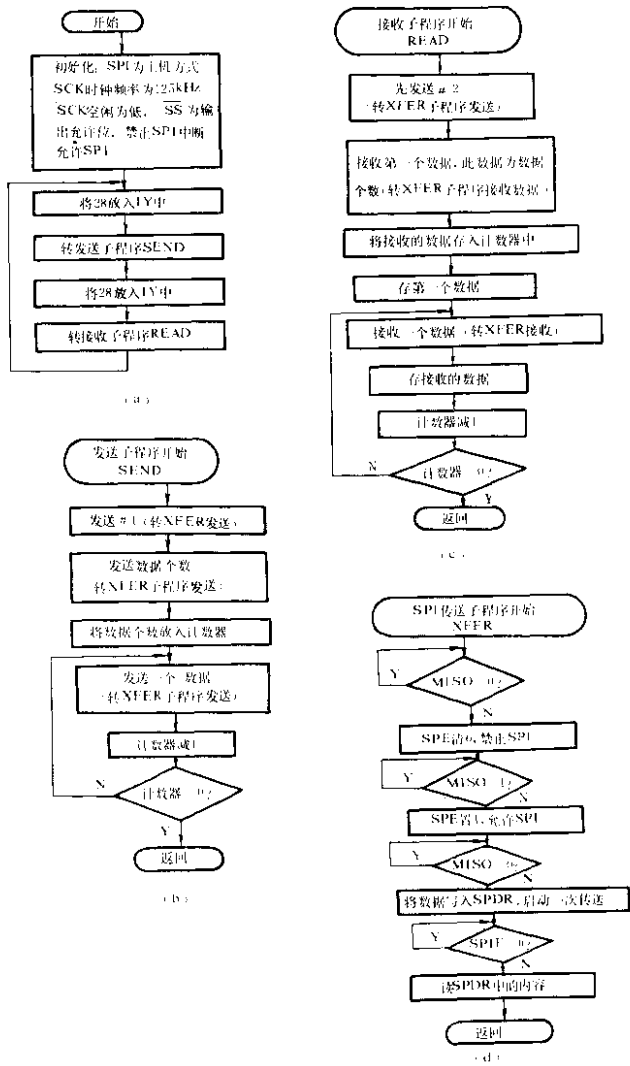 开始
初始化：SPI为主机方式
SCK时钟频率为125kHz
SCK空闲为低， SS为输
出允许位，禁止SPI中断
允许SPI
将28放入IY中
转发送子程序SEND
将28放入IY中
转接收子程序READ
(a)
发送子程序开始
SEND
发送#1(转XFER发送)
发送数据个数
转XFER子程序发送
将数据个数放入计数器
发送一个数据
(转XFER子程序发送)
计数器减1
N
计数器 0?
Y
返回
(b)
接收子程序开始
READ
先发送#2
(转XFER子程序发送)
接收第一个数据，此数据为数据
个数(转XFER子程序接收数据)
将接收的数据存入计数器中
存第一个数据
接收一个数据 (转XFER接收)
存接收的数据
计数器减1
N
计数器 0?
Y
返回
(c)
SPI传送子程序开始
XFER
Y
MISO 0?
N
SPE清0，禁止SPI
Y
MISO 1?
N
SPE置1，允许SPI
Y
MISO 0?
N
将数据写入SPDR，启动一次传送
Y
SPIF 0?
N
读SPDR中的内容
返回
(d)